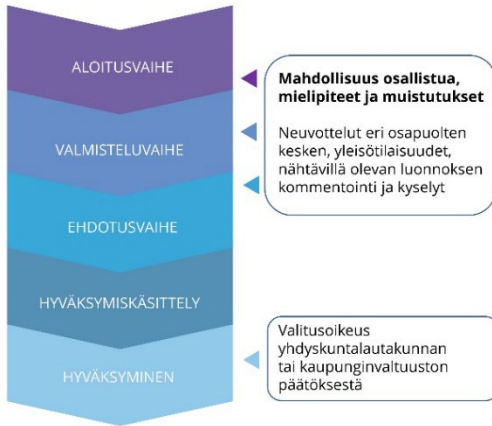 ALOITUSVAIHE
VALMISTELUVAIHE
EHDOTUSVAIHE
HYVÄKSYMISKÄSITTELY
HYVÄKSYMINEN
Mahdollisuus osallistua,
mielipiteet ja muistutukset
Neuvottelut eri osapuolten
kesken, yleisötilaisuudet,
nähtävillä olevan luonnoksen
kommentointi ja kyselyt
Valitusoikeus
yhdyskuntalautakunnan
tai kaupunginvaltuuston
päätöksestä